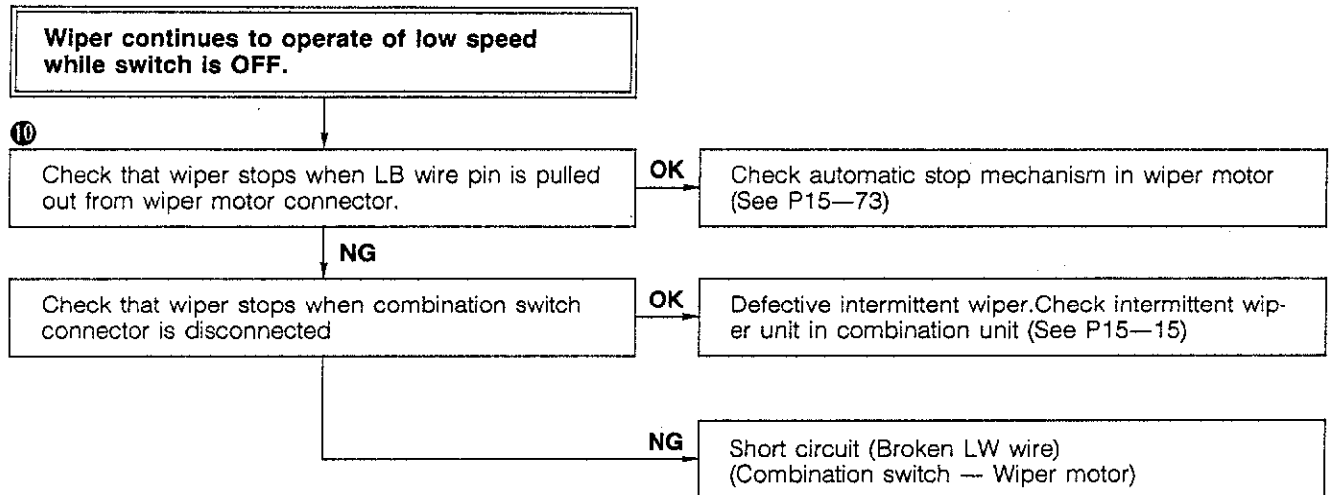 Wiper continues to operate of low speed
while switch is OFF.
10
Check that wiper stops when LB wire pin is pulled
out from wiper motor connector.
OK
Check automatic stop mechanism in wiper motor
(See P15—73)
NG
Check that wiper stops when combination switch
connector is disconnected
OK
Defective intermittent wiper.Check intermittent wip-
er unit in combination unit (See P15—15)
NG
Short circuit (Broken LW wire)
(Combination switch — Wiper motor)